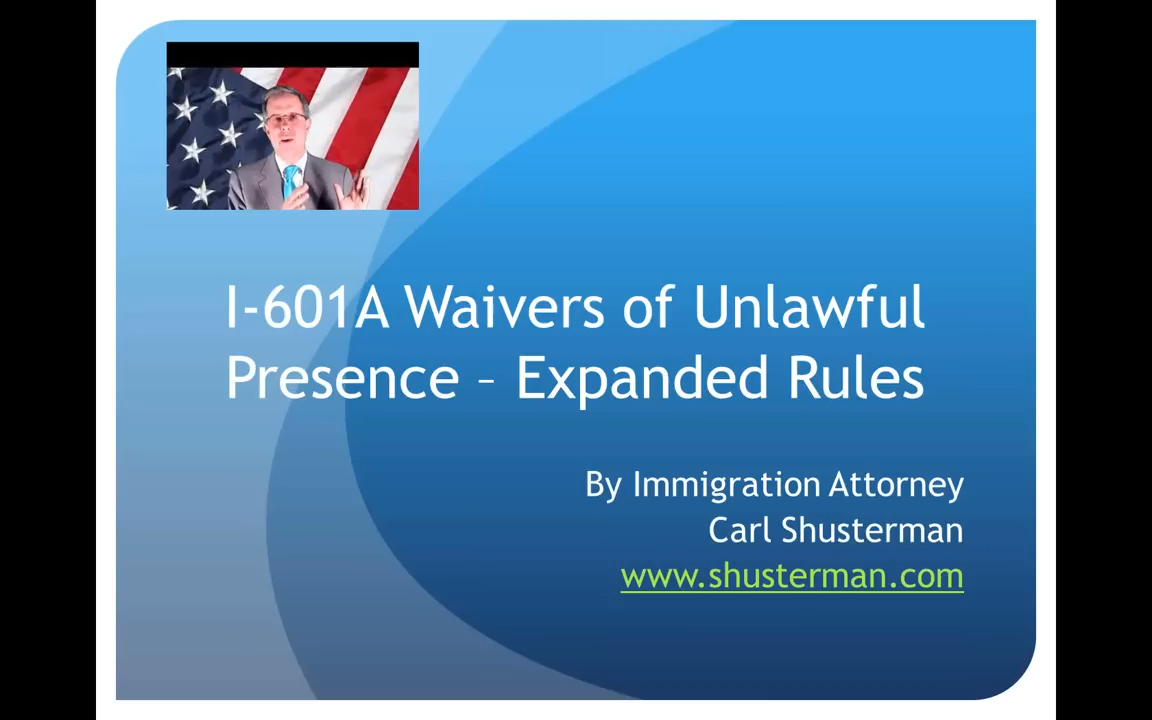 I-601A Waivers of Unlawful
Presence – Expanded Rules
By Immigration Attorney
Carl Shusterman
www.shusterman.com